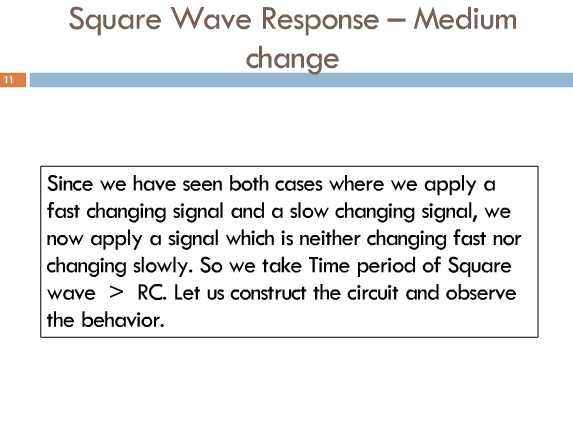 Square Wave Response – Medium
change
11
Since we have seen both cases where we apply a
fast changing signal and a slow changing signal, we
now apply a signal which is neither changing fast nor
changing slowly. So we take Time period of Square
wave > RC. Let us construct the circuit and observe
the behavior.